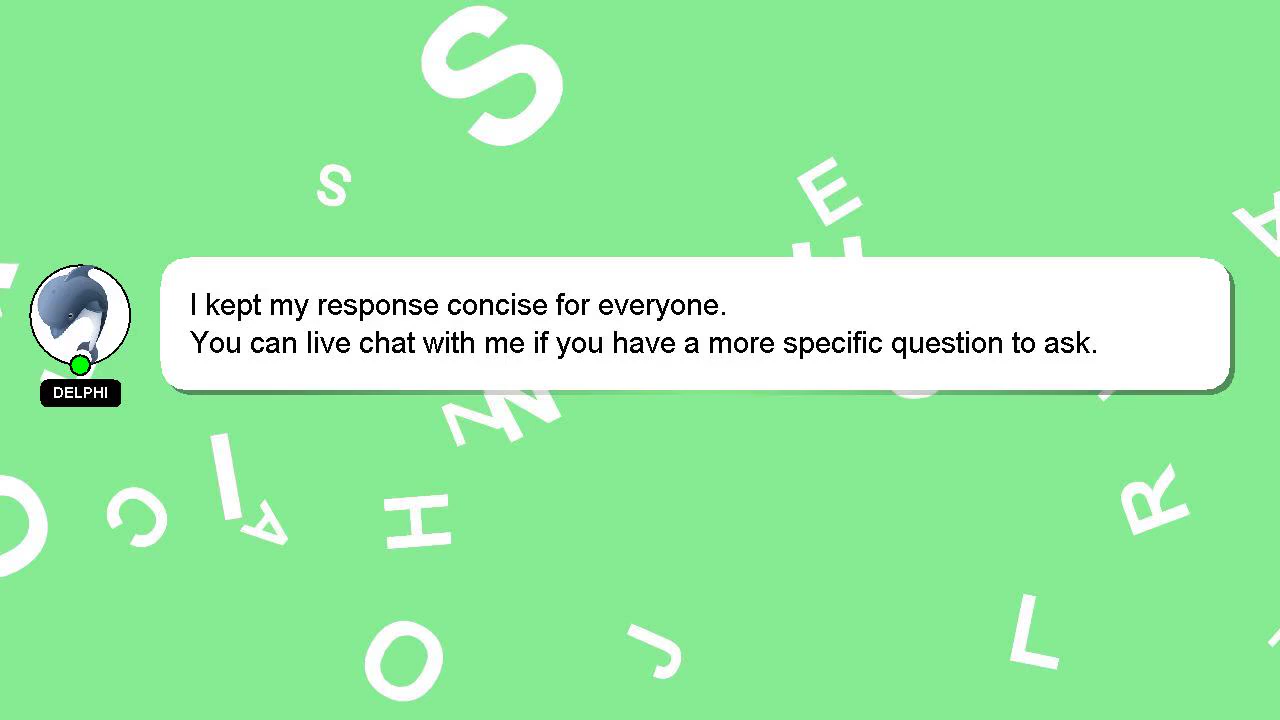 S
S
E
A
I kept my response concise for everyone.
You can live chat with me if you have a more specific question to ask.
DELPHI
N
I
C
A
H
R
O
J
L